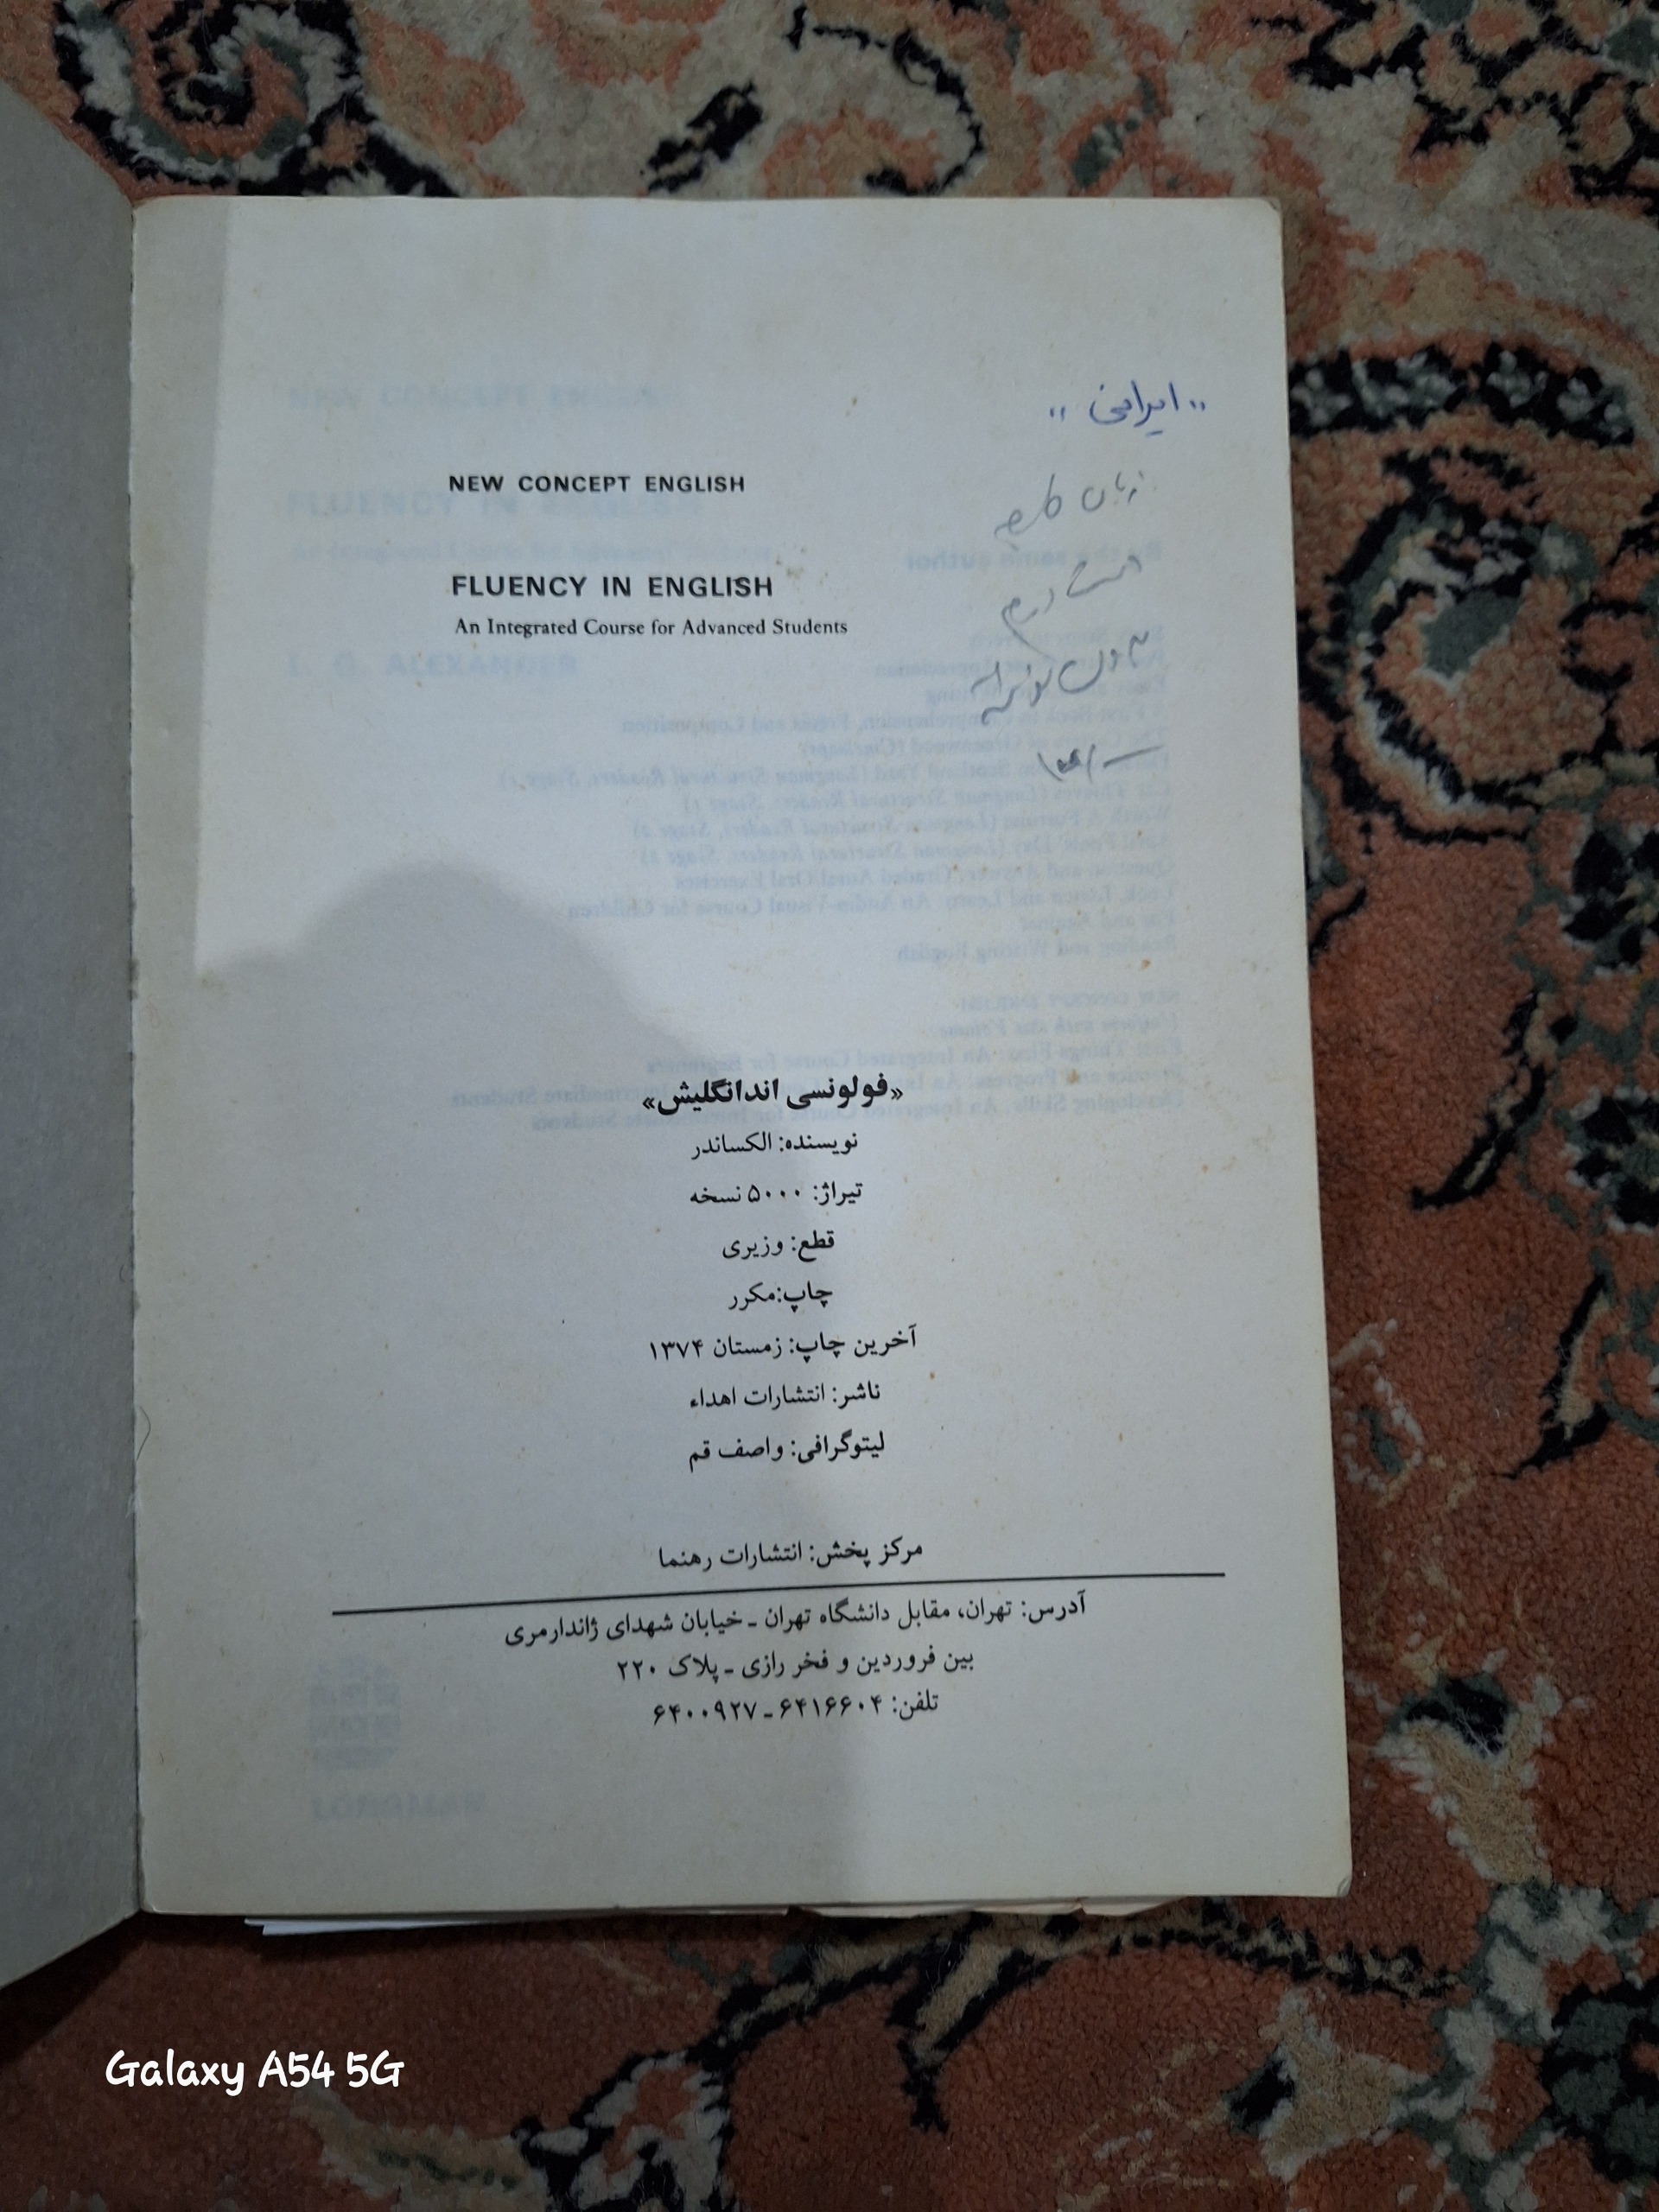 „ ایرانی "
NEW CONCEPT ENGLISH
زبان
FLUENCY IN ENGLISH
An Integrated Course for Advanced Students
«فولونسی اندانگلیش»
نویسنده: الکساندر
تیراژ: ۵۰۰۰ نسخه
قطع: وزیری
چاپ:مکرر
آخرین چاپ: زمستان ۱۳۷۴
ناشر: انتشارات اهداء
لیتوگرافی: واصف قم
مرکز پخش: انتشارات رهنما
آدرس: تهران، مقابل دانشگاه تهران ـ خیابان شهدای ژاندارمری
بین فروردین و فخر رازی ـ پلاک ۲۲۰
تلفن: ۶۴۱۶۶۰۴ ـ ۶۴۰۰۹۲۷
LONGMAN
Galaxy A54 5G